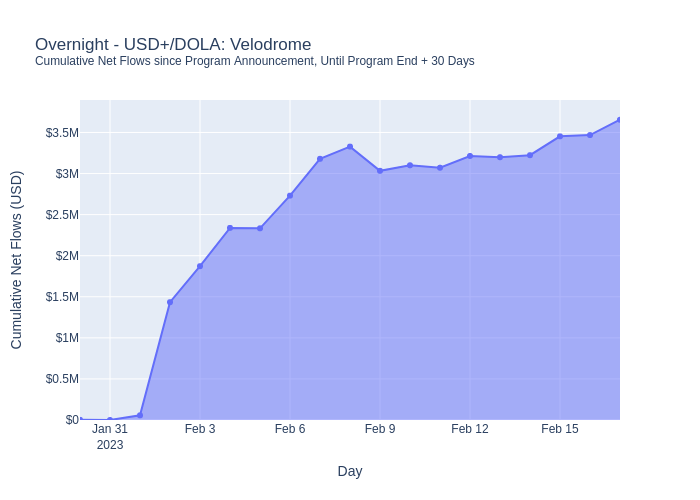 Overnight - USD+/DOLA: Velodrome
Cumulative Net Flows since Program Announcement, Until Program End + 30 Days
Cumulative Net Flows (USD)
$3.5M
$3M
$2.5M
$2M
$1.5M
$1M
$0.5M
$0
Jan 31 Feb 3 Feb 6 Feb 9 Feb 12 Feb 15
2023
Day